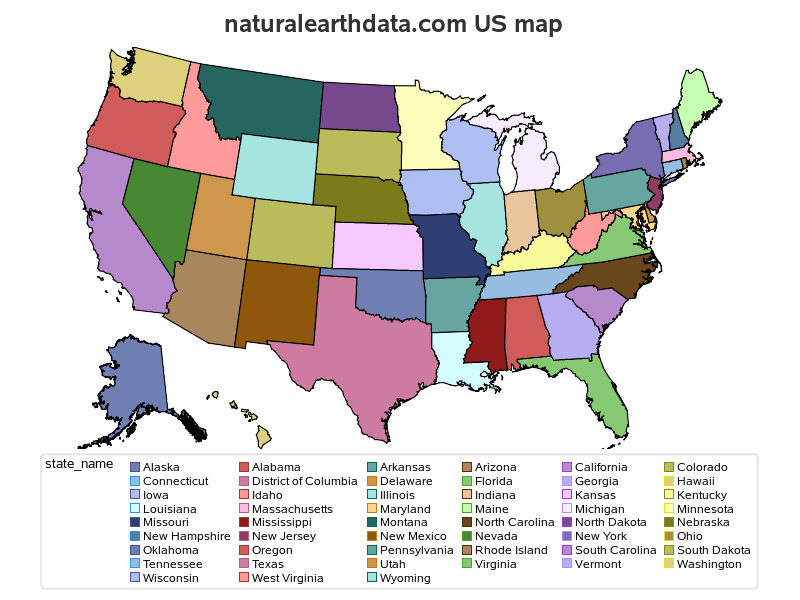 naturalearthdata.com US map
state_name
Alaska Alabama Arkansas Arizona California Colorado
Connecticut District of Columbia Delaware Florida Georgia Hawaii
Iowa Idaho Illinois Indiana Kansas Kentucky
Louisiana Massachusetts Maryland Maine Michigan Minnesota
Missouri Mississippi Montana North Carolina North Dakota Nebraska
New Hampshire New Jersey New Mexico Nevada New York Ohio
Oklahoma Oregon Pennsylvania Rhode Island South Carolina South Dakota
Tennessee Texas Utah Virginia Vermont Washington
Wisconsin West Virginia Wyoming